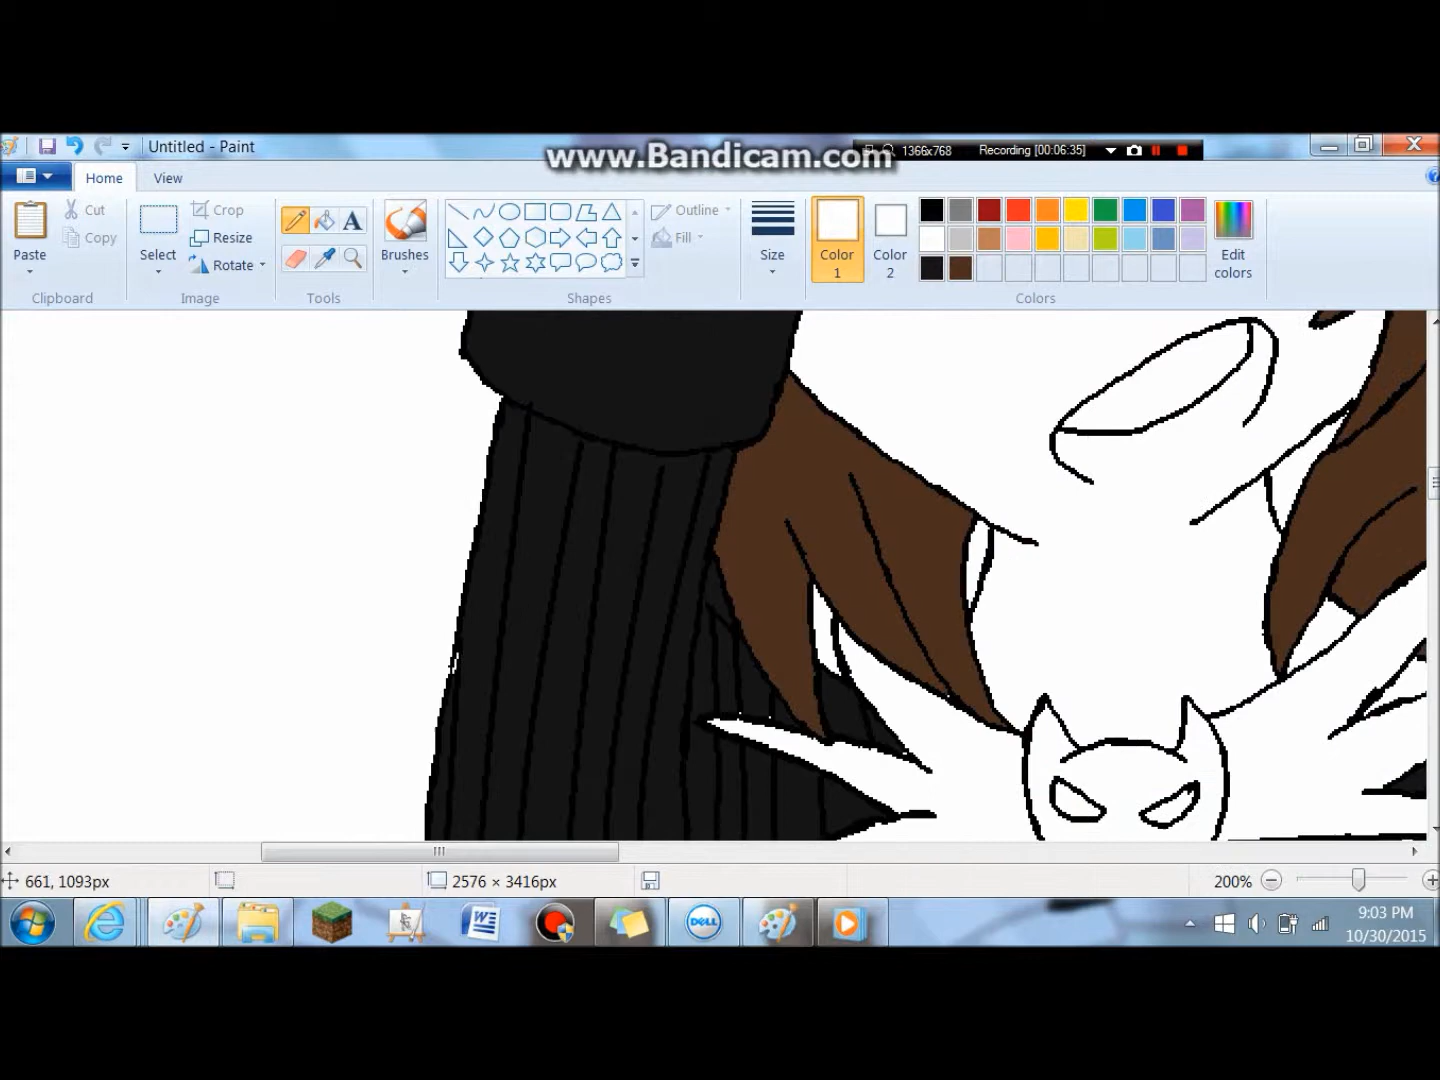 Untitled - Paint
www.Bandicam.com
1366x768
Recording [00:06:35]
Home
View
Paste
Cut
Copy
Clipboard
Select
Crop
Resize
Rotate
Image
A
Tools
Brushes
Outline
Fill
Shapes
Size
Color
1
Color
2
Edit
colors
Colors
661, 1093px
2576 × 3416px
200%
W
DELL
9:03 PM
10/30/2015